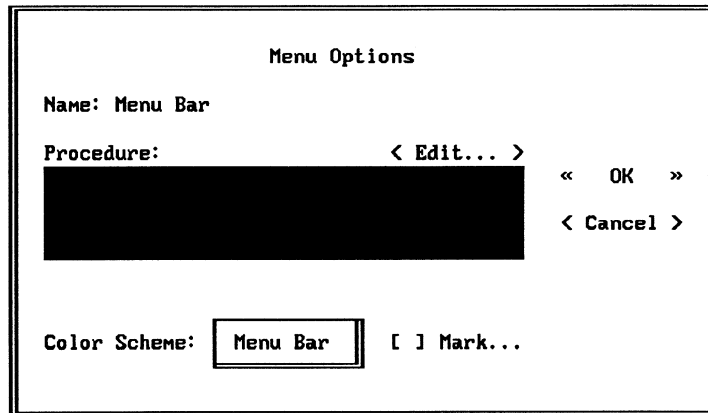 Menu Options
Name: Menu Bar
Procedure: < Edit... >
« OK »
< Cancel >
Color Scheme: Menu Bar [ ] Mark...